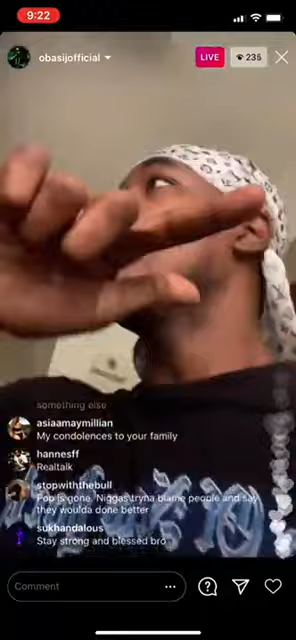 9:22
obasijofficial
LIVE
235
something else
asiaamaymillian
My condolences to your family
hannesff
Realtalk
stopwiththebull
Pop is gone. Niggas tryna blame people and say
they woulda done better
sukhandalous
Stay strong and blessed bro
Comment